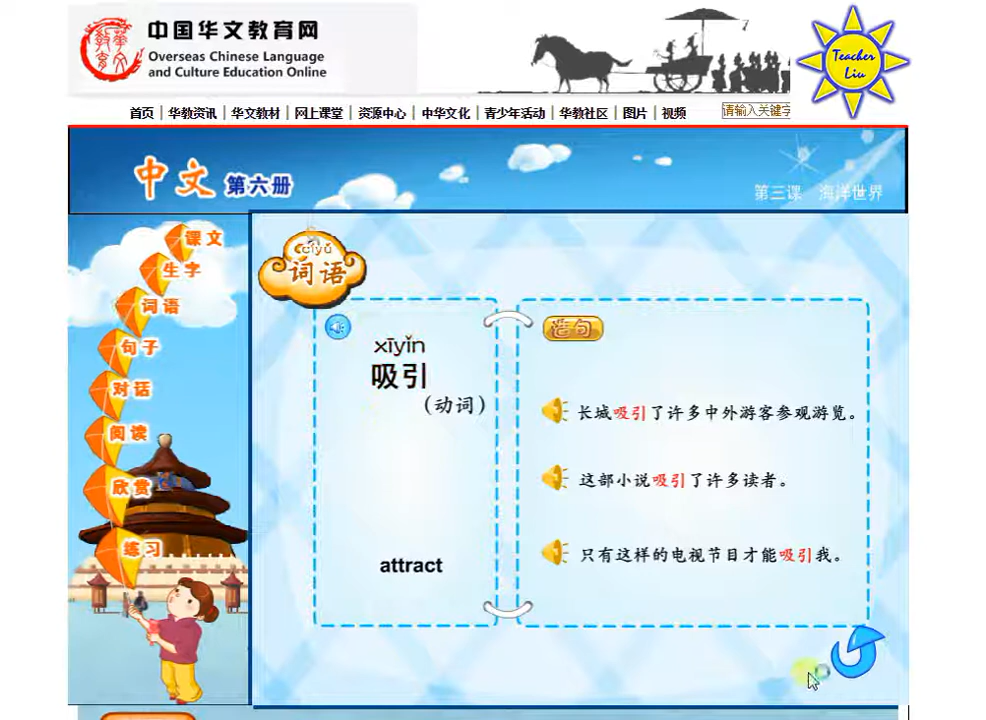 中国华文教育网
Overseas Chinese Language
and Culture Education Online
Teacher
Liu
首页 | 华教资讯 | 华文教材 | 网上课堂 | 资源中心 | 中华文化 | 青少年活动 | 华教社区 | 图片 | 视频
请输入关键字
中文 第六册
第三课 海洋世界
课文
生字
词语
句子
对话
阅读
欣赏
练习
cíyǔ
词语
xīyǐn
吸引
（动词）
attract
造句
长城吸引了许多中外游客参观游览。
这部小说吸引了许多读者。
只有这样的电视节目才能吸引我。